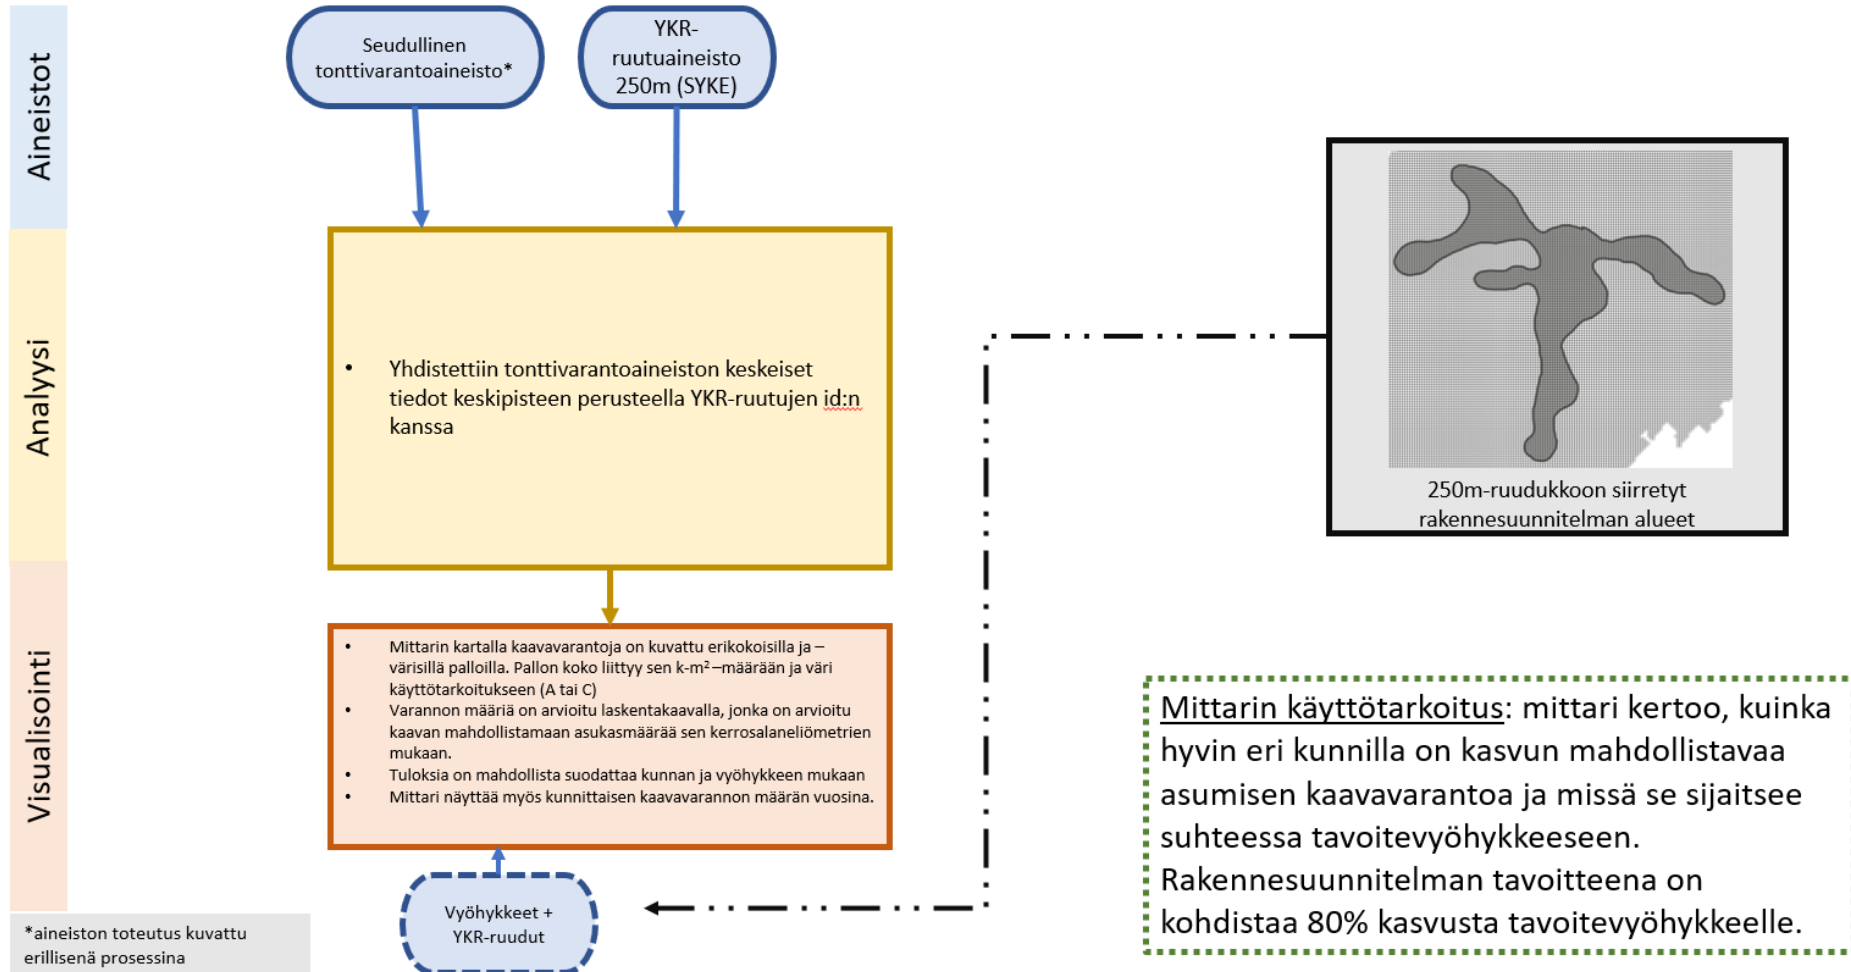 Aineistot
Seudullinen
tonttivarantoaineisto*
YKR-
ruutuaineisto
250m (SYKE)
Analyysi
• Yhdistettiin tonttivarantoaineiston keskeiset
tiedot keskipisteen perusteella YKR-ruutujen id:n
kanssa
250m-ruudukkoon siirretyt
rakennesuunnitelman alueet
Visualisointi
• Mittarin kartalla kaavavarantoja on kuvattu erikokoisilla ja –
värisillä palloilla. Pallon koko liittyy sen k-m² –määrään ja väri
käyttötarkoitukseen (A tai C)
• Varannon määriä on arvioitu laskentakaavalla, jonka on arvioitu
kaavan mahdollistamaan asukasmäärää sen kerrosalaneliömetrien
mukaan.
• Tuloksia on mahdollista suodattaa kunnan ja vyöhykkeen mukaan
• Mittari näyttää myös kunnittaisen kaavavarannon määrän vuosina.
Vyöhykkeet +
YKR-ruudut
*aineiston toteutus kuvattu
erillisenä prosessina
Mittarin käyttötarkoitus: mittari kertoo, kuinka
hyvin eri kunnilla on kasvun mahdollistavaa
asumisen kaavavarantoa ja missä se sijaitsee
suhteessa tavoitevyöhykkeeseen.
Rakennesuunnitelman tavoitteena on
kohdistaa 80% kasvusta tavoitevyöhykkeelle.